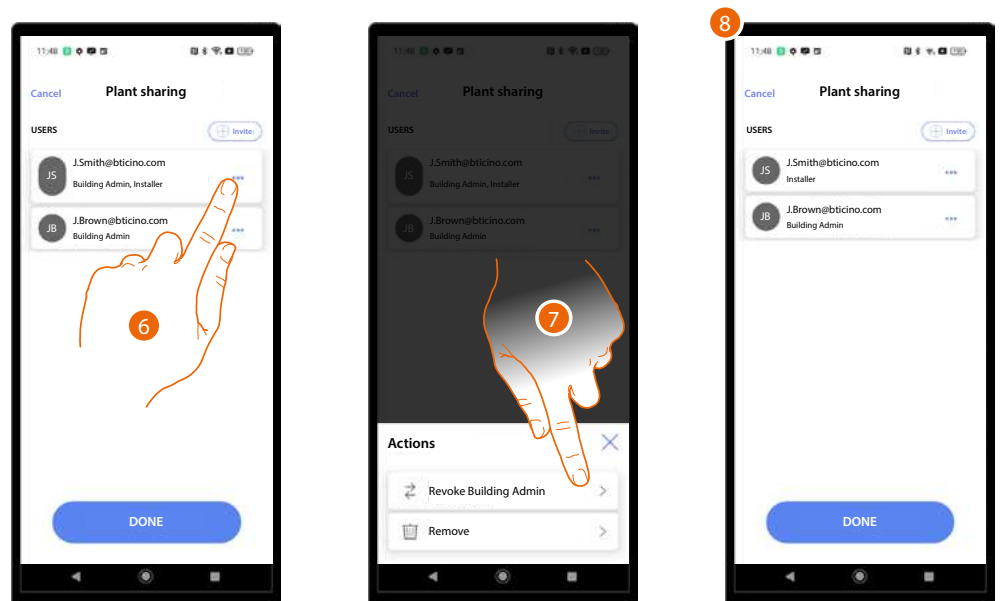 8
11:48
Cancel
Plant sharing
USERS
Invite
JS
J.Smith@bticino.com
Building Admin, Installer
JB
J.Brown@bticino.com
Building Admin
6
DONE
11:48
Cancel
Plant sharing
USERS
Invite
JS
J.Smith@bticino.com
Building Admin, Installer
JB
J.Brown@bticino.com
Building Admin
7
Actions
Revoke Building Admin
Remove
11:48
Cancel
Plant sharing
USERS
Invite
JS
J.Smith@bticino.com
Installer
JB
J.Brown@bticino.com
Building Admin
DONE